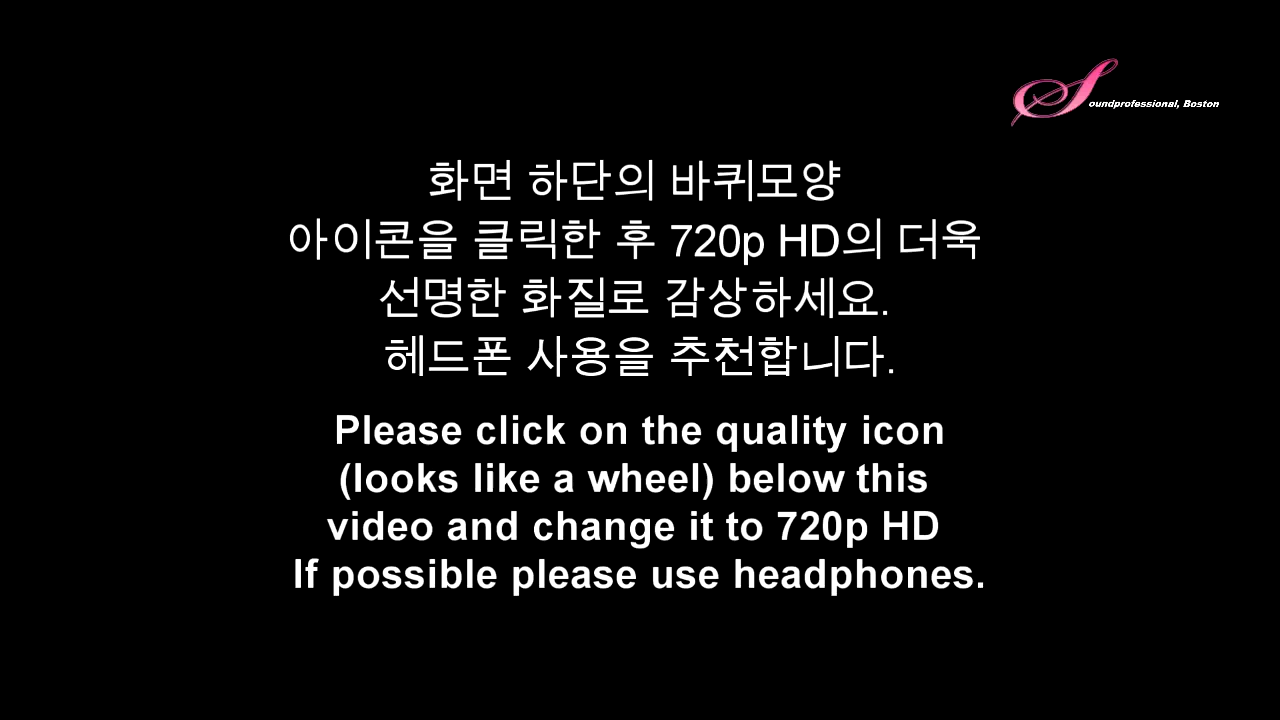 Soundprofessional, Boston
화면 하단의 바퀴모양
아이콘을 클릭한 후 720p HD의 더욱
선명한 화질로 감상하세요.
헤드폰 사용을 추천합니다.
Please click on the quality icon
(looks like a wheel) below this
video and change it to 720p HD
If possible please use headphones.